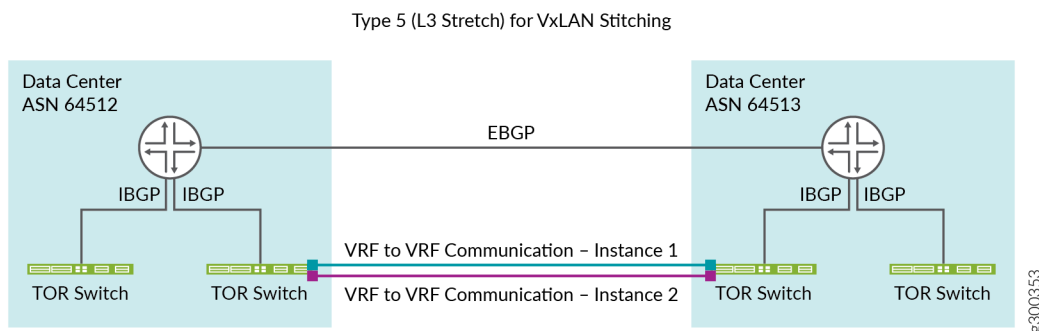 Type 5 (L3 Stretch) for VxLAN Stitching
Data Center
ASN 64512
Data Center
ASN 64513
EBGP
IBGP
IBGP
IBGP
IBGP
VRF to VRF Communication – Instance 1
TOR Switch
TOR Switch
VRF to VRF Communication – Instance 2
TOR Switch
TOR Switch
g300353